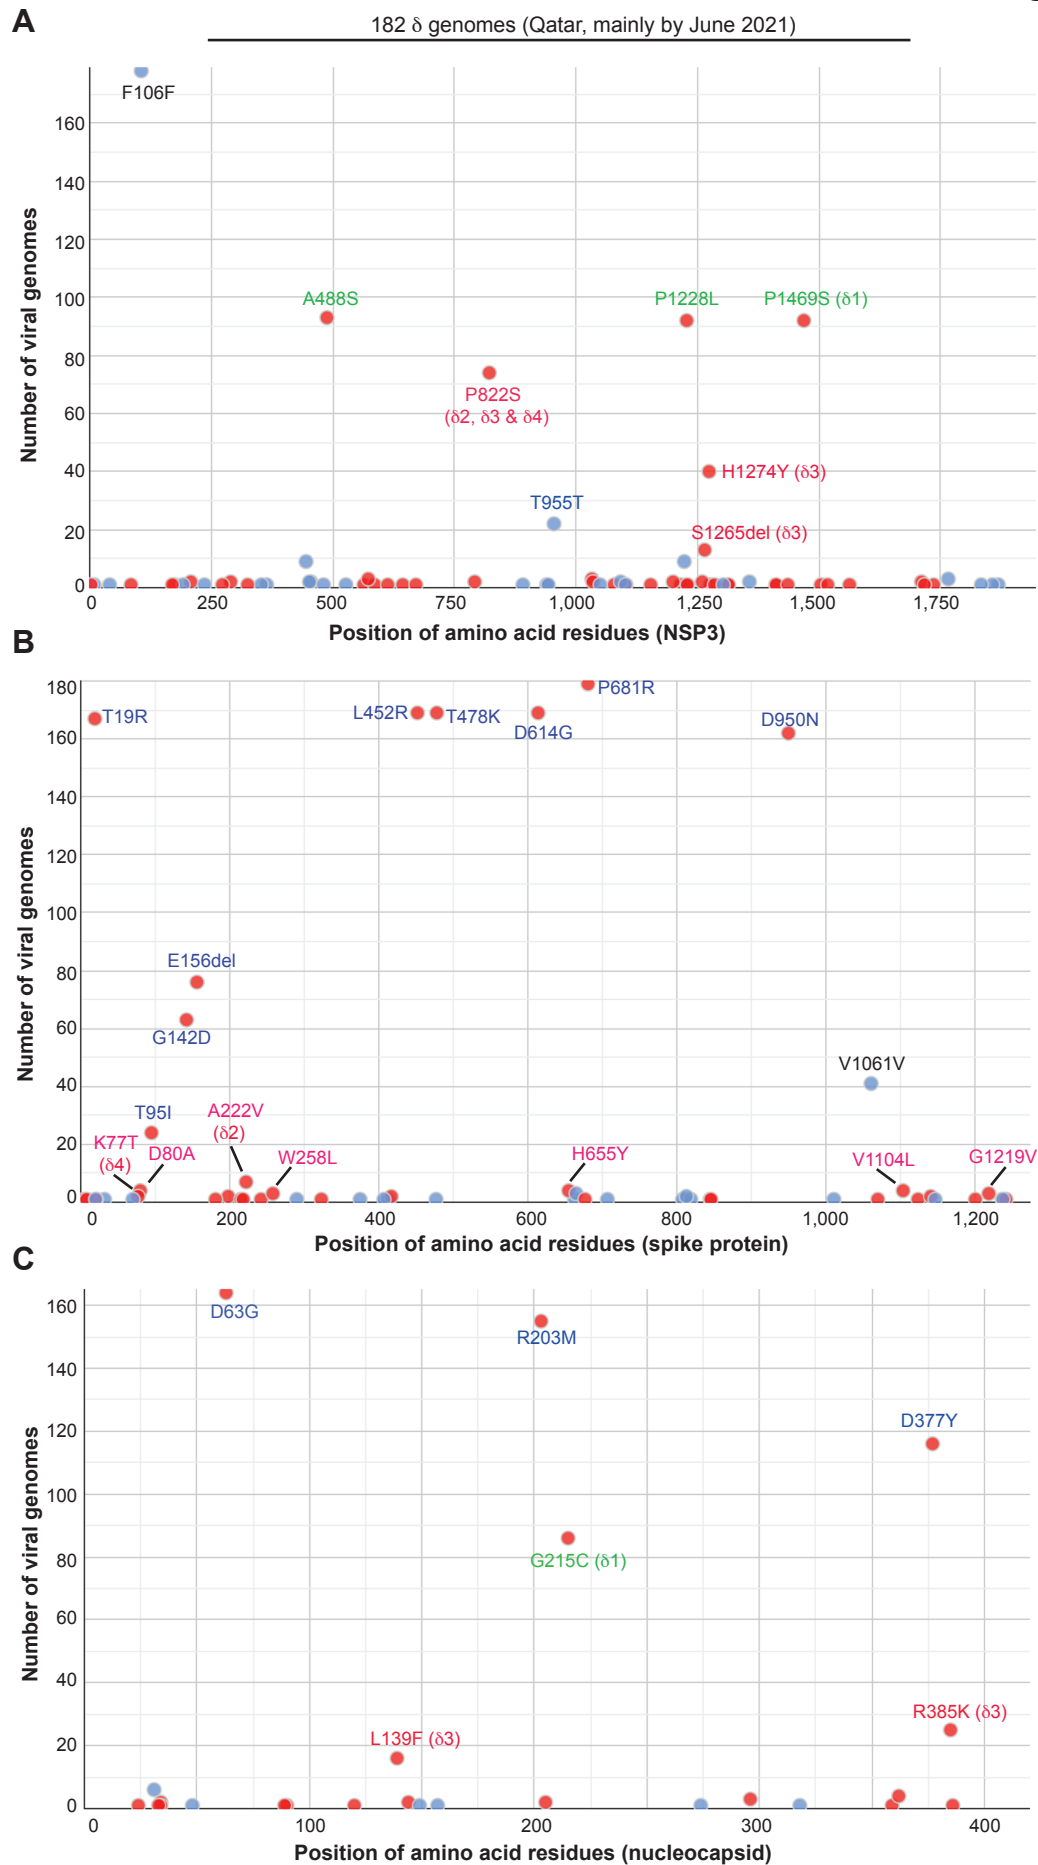 A
182 δ genomes (Qatar, mainly by June 2021)
F106F
160
140
120
100
80
60
40
20
0
Number of viral genomes
A488S
P1228L
P1469S (δ1)
P822S
(δ2, δ3 & δ4)
H1274Y (δ3)
T955T
S1265del (δ3)
0
250
500
750
1,000
1,250
1,500
1,750
Position of amino acid residues (NSP3)
B
180
160
140
120
100
80
60
40
20
0
Number of viral genomes
T19R
L452R
T478K
D614G
P681R
D950N
E156del
G142D
V1061V
T95I
A222V
(δ2)
K77T
(δ4)
D80A
W258L
H655Y
V1104L
G1219V
0
200
400
600
800
1,000
1,200
Position of amino acid residues (spike protein)
C
160
140
120
100
80
60
40
20
0
Number of viral genomes
D63G
R203M
D377Y
G215C (δ1)
R385K (δ3)
L139F (δ3)
0
100
200
300
400
Position of amino acid residues (nucleocapsid)